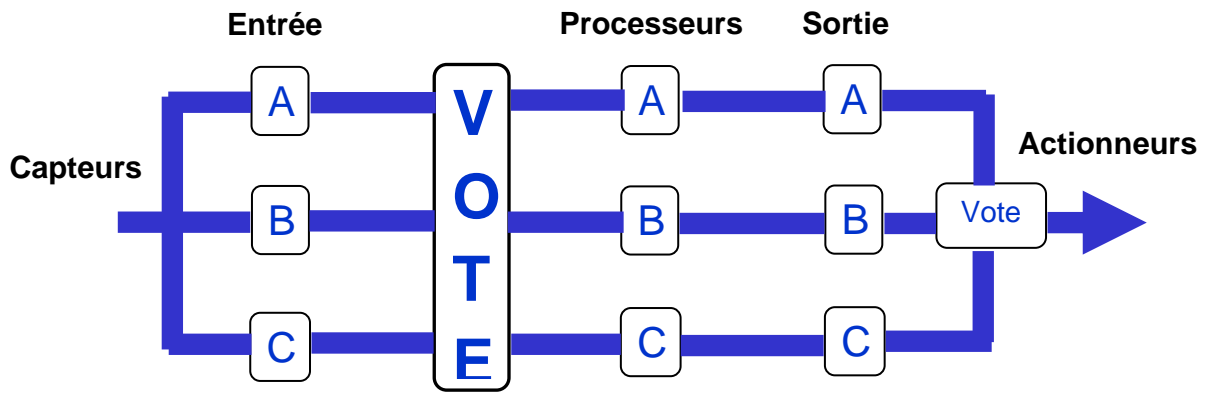 Entrée
Processeurs
Sortie
Capteurs
Actionneurs
A
B
C
V
O
T
E
A
B
C
A
B
C
Vote